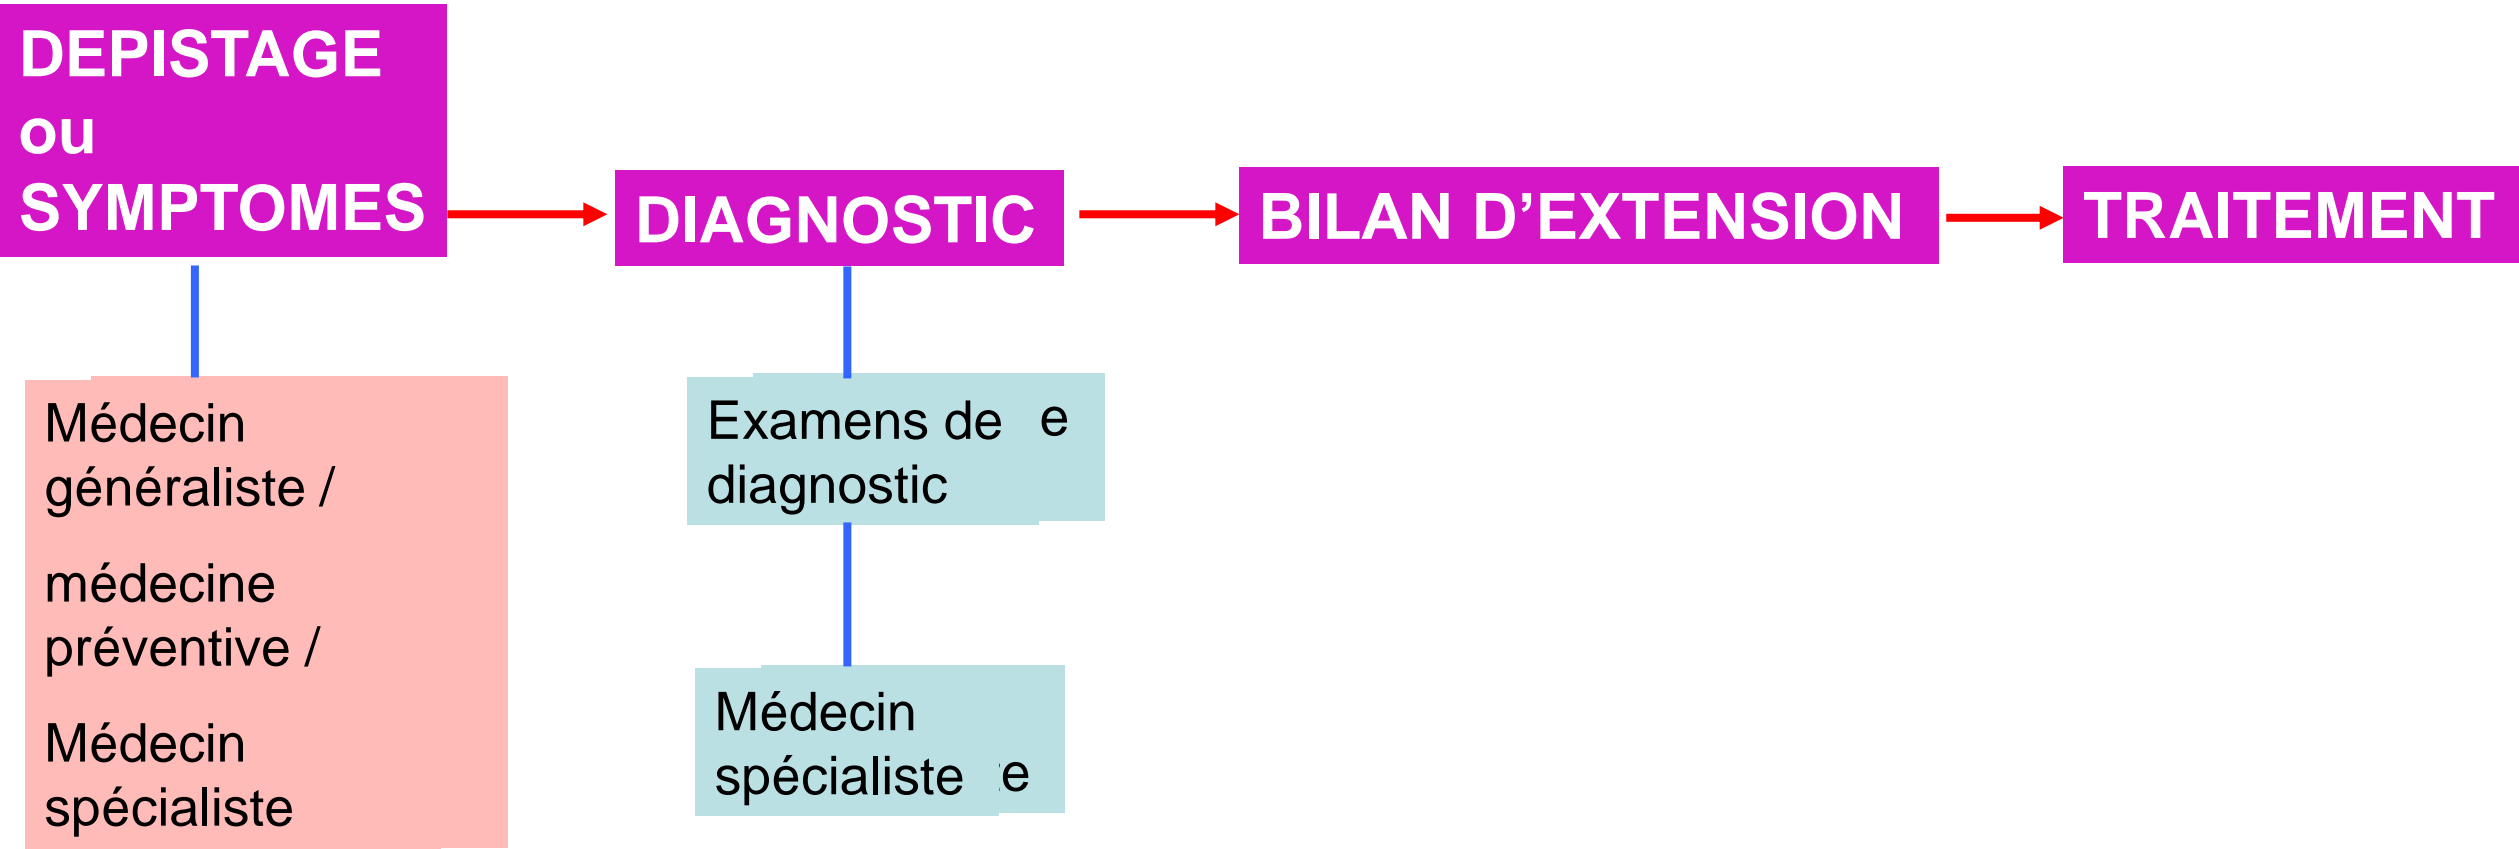 DEPISTAGE
ou
SYMPTOMES
DIAGNOSTIC
BILAN D'EXTENSION
TRAITEMENT
Médecin
généraliste /
médecine
préventive /
Médecin
spécialiste
Examens de e
diagnostic
Médecin
spécialiste e